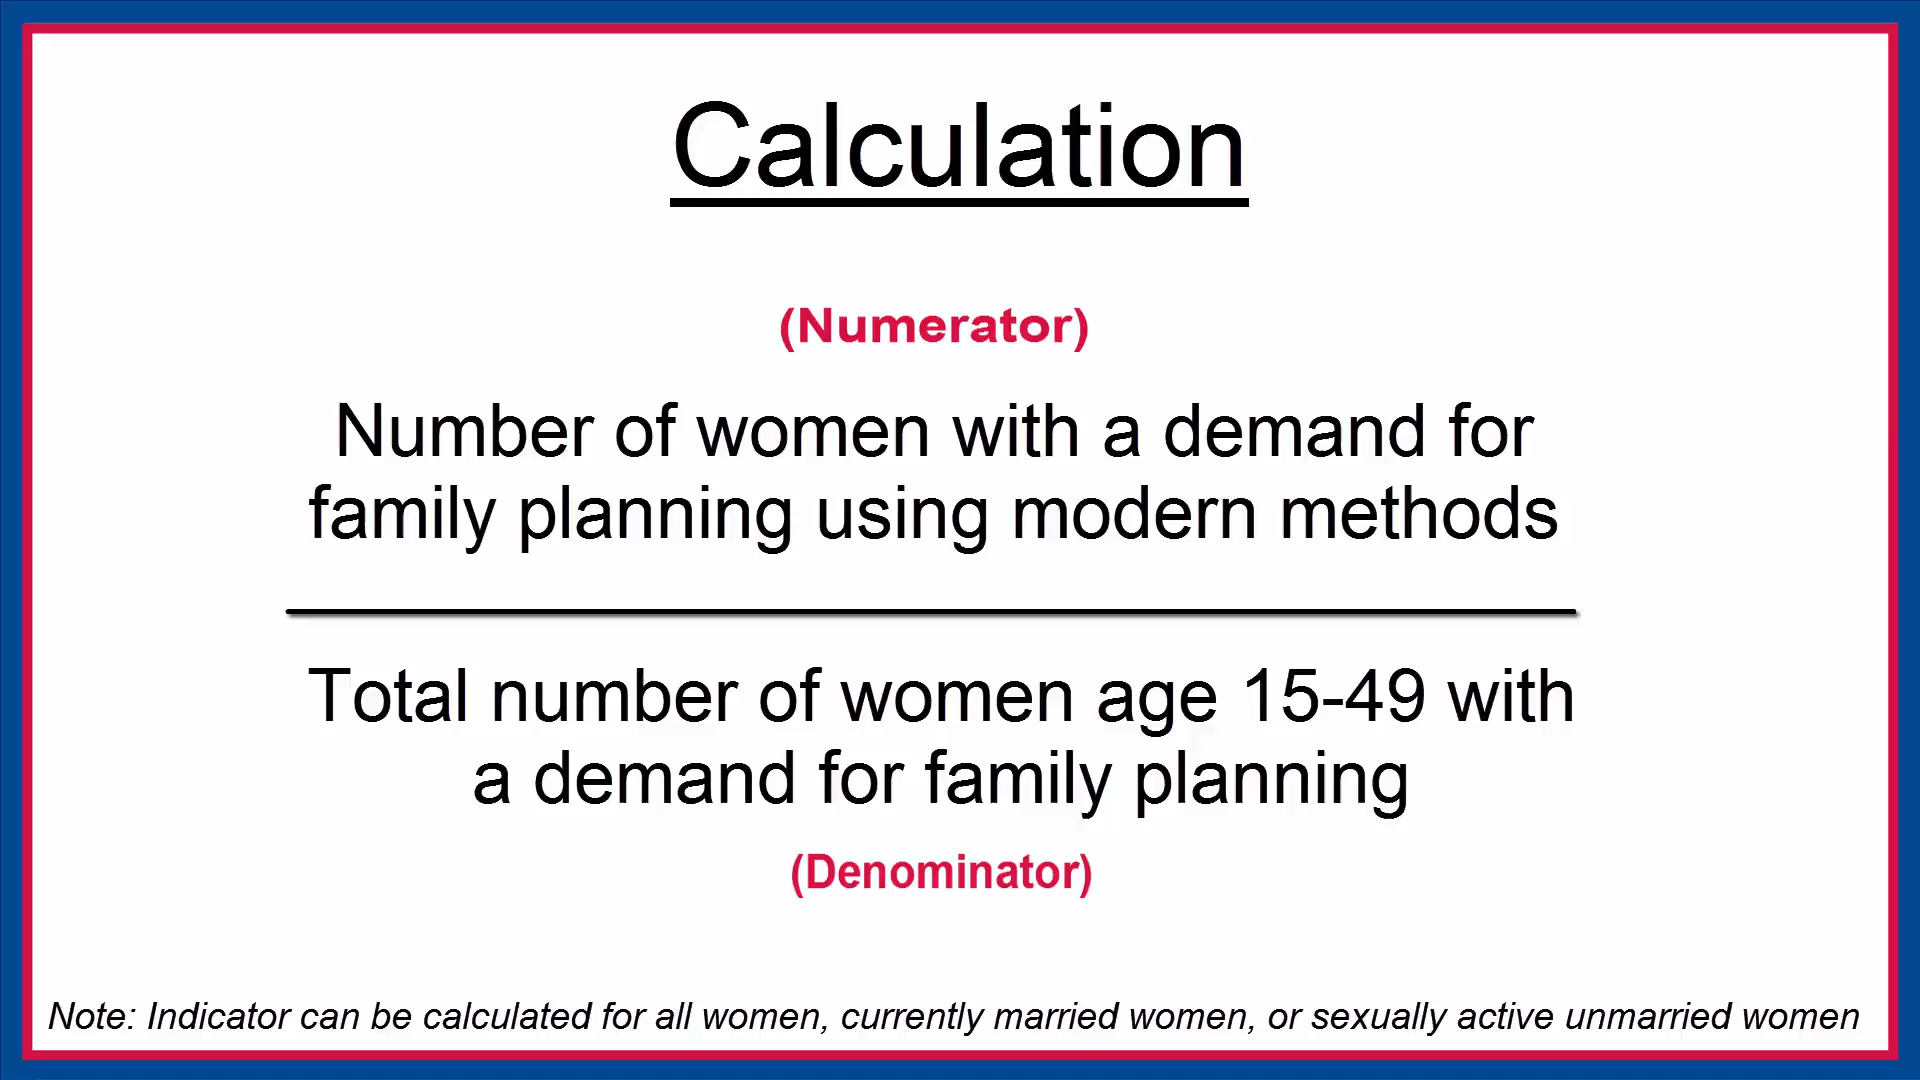 Calculation
(Numerator)
Number of women with a demand for
family planning using modern methods
Total number of women age 15-49 with
a demand for family planning
(Denominator)
Note: Indicator can be calculated for all women, currently married women, or sexually active unmarried women